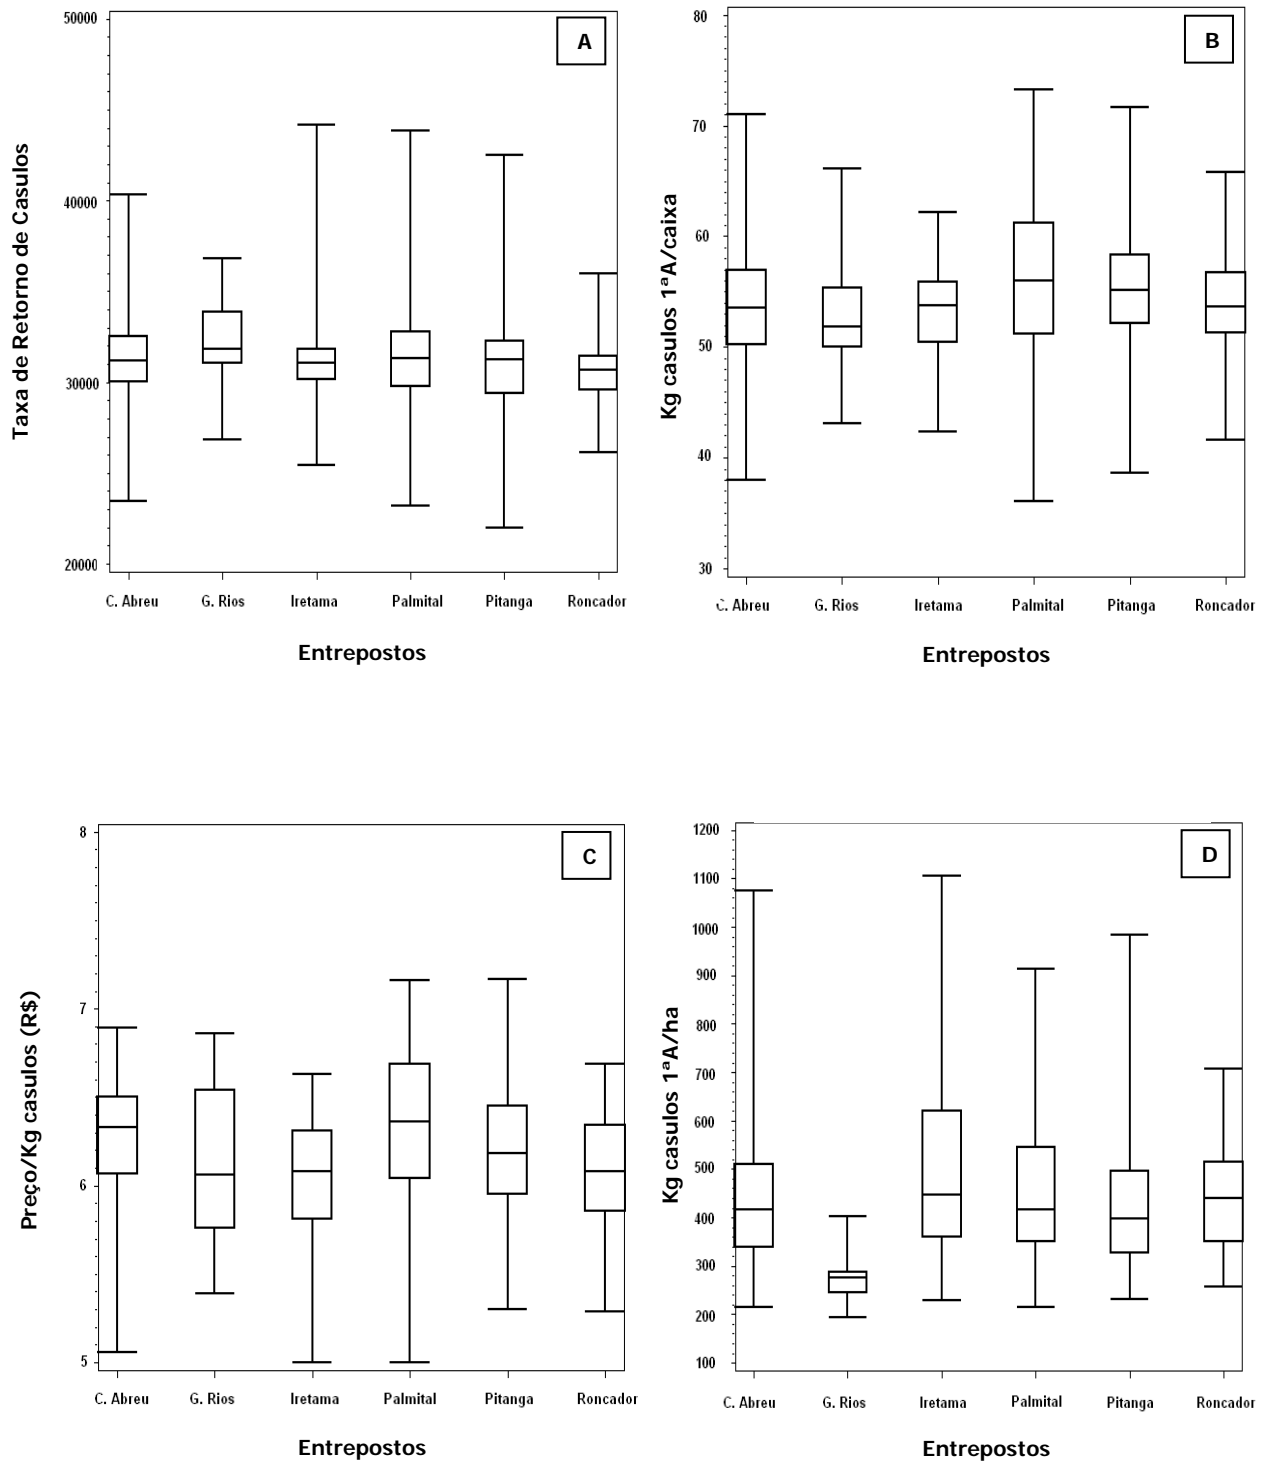 A
Taxa de Retorno de Casulos
50000
40000
30000
20000
C. Abreu G. Rios Iretama Palmital Pitanga Roncador
Entrepostos
B
Kg casulos 1ªA/caixa
80
70
60
50
40
30
C. Abreu G. Rios Iretama Palmital Pitanga Roncador
Entrepostos
C
Preço/Kg casulos (R$)
8
7
6
5
C. Abreu G. Rios Iretama Palmital Pitanga Roncador
Entrepostos
D
Kg casulos 1ªA/ha
1200
1100
1000
900
800
700
600
500
400
300
200
100
C. Abreu G. Rios Iretama Palmital Pitanga Roncador
Entrepostos